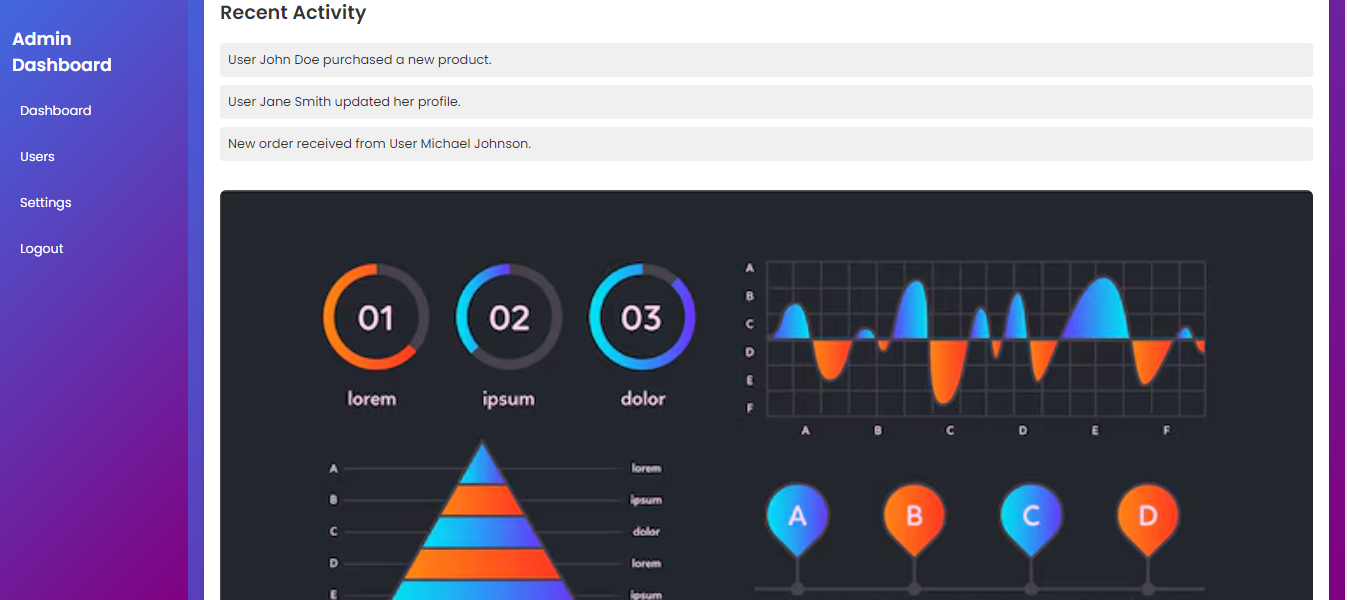 Admin
Dashboard
Dashboard
Users
Settings
Logout
Recent Activity
User John Doe purchased a new product.
User Jane Smith updated her profile.
New order received from User Michael Johnson.
01
02
03
lorem
ipsum
dolor
A
B
C
D
E
F
A B C D E F
A lorem
B ipsum
C dolor
D lorem
E ipsum
A B C D